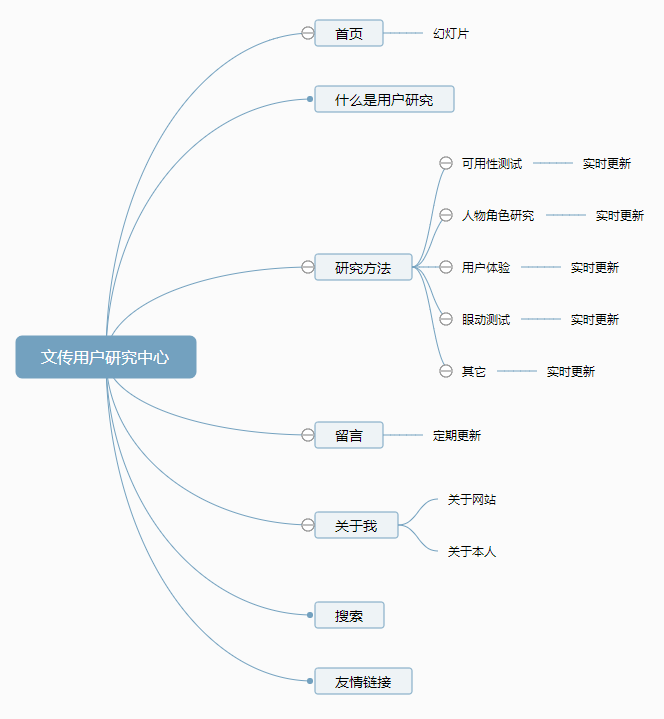 文传用户研究中心
首页
幻灯片
什么是用户研究
研究方法
可用性测试
实时更新
人物角色研究
实时更新
用户体验
实时更新
眼动测试
实时更新
其它
实时更新
留言
定期更新
关于我
关于网站
关于本人
搜索
友情链接